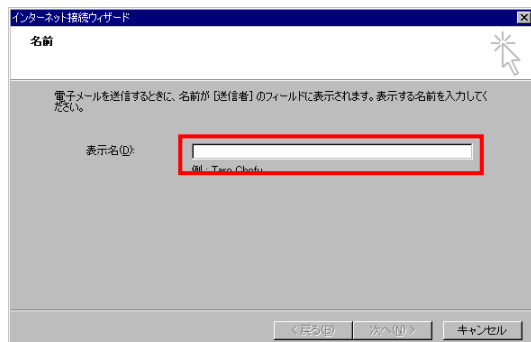 インターネット接続ウィザード
名前
電子メールを送信するときに、名前が [送信者] のフィールドに表示されます。表示する名前を入力してく
ださい。
表示名(D):
例 : Taro Chofu
< 戻る(B)
次へ(N) >
キャンセル